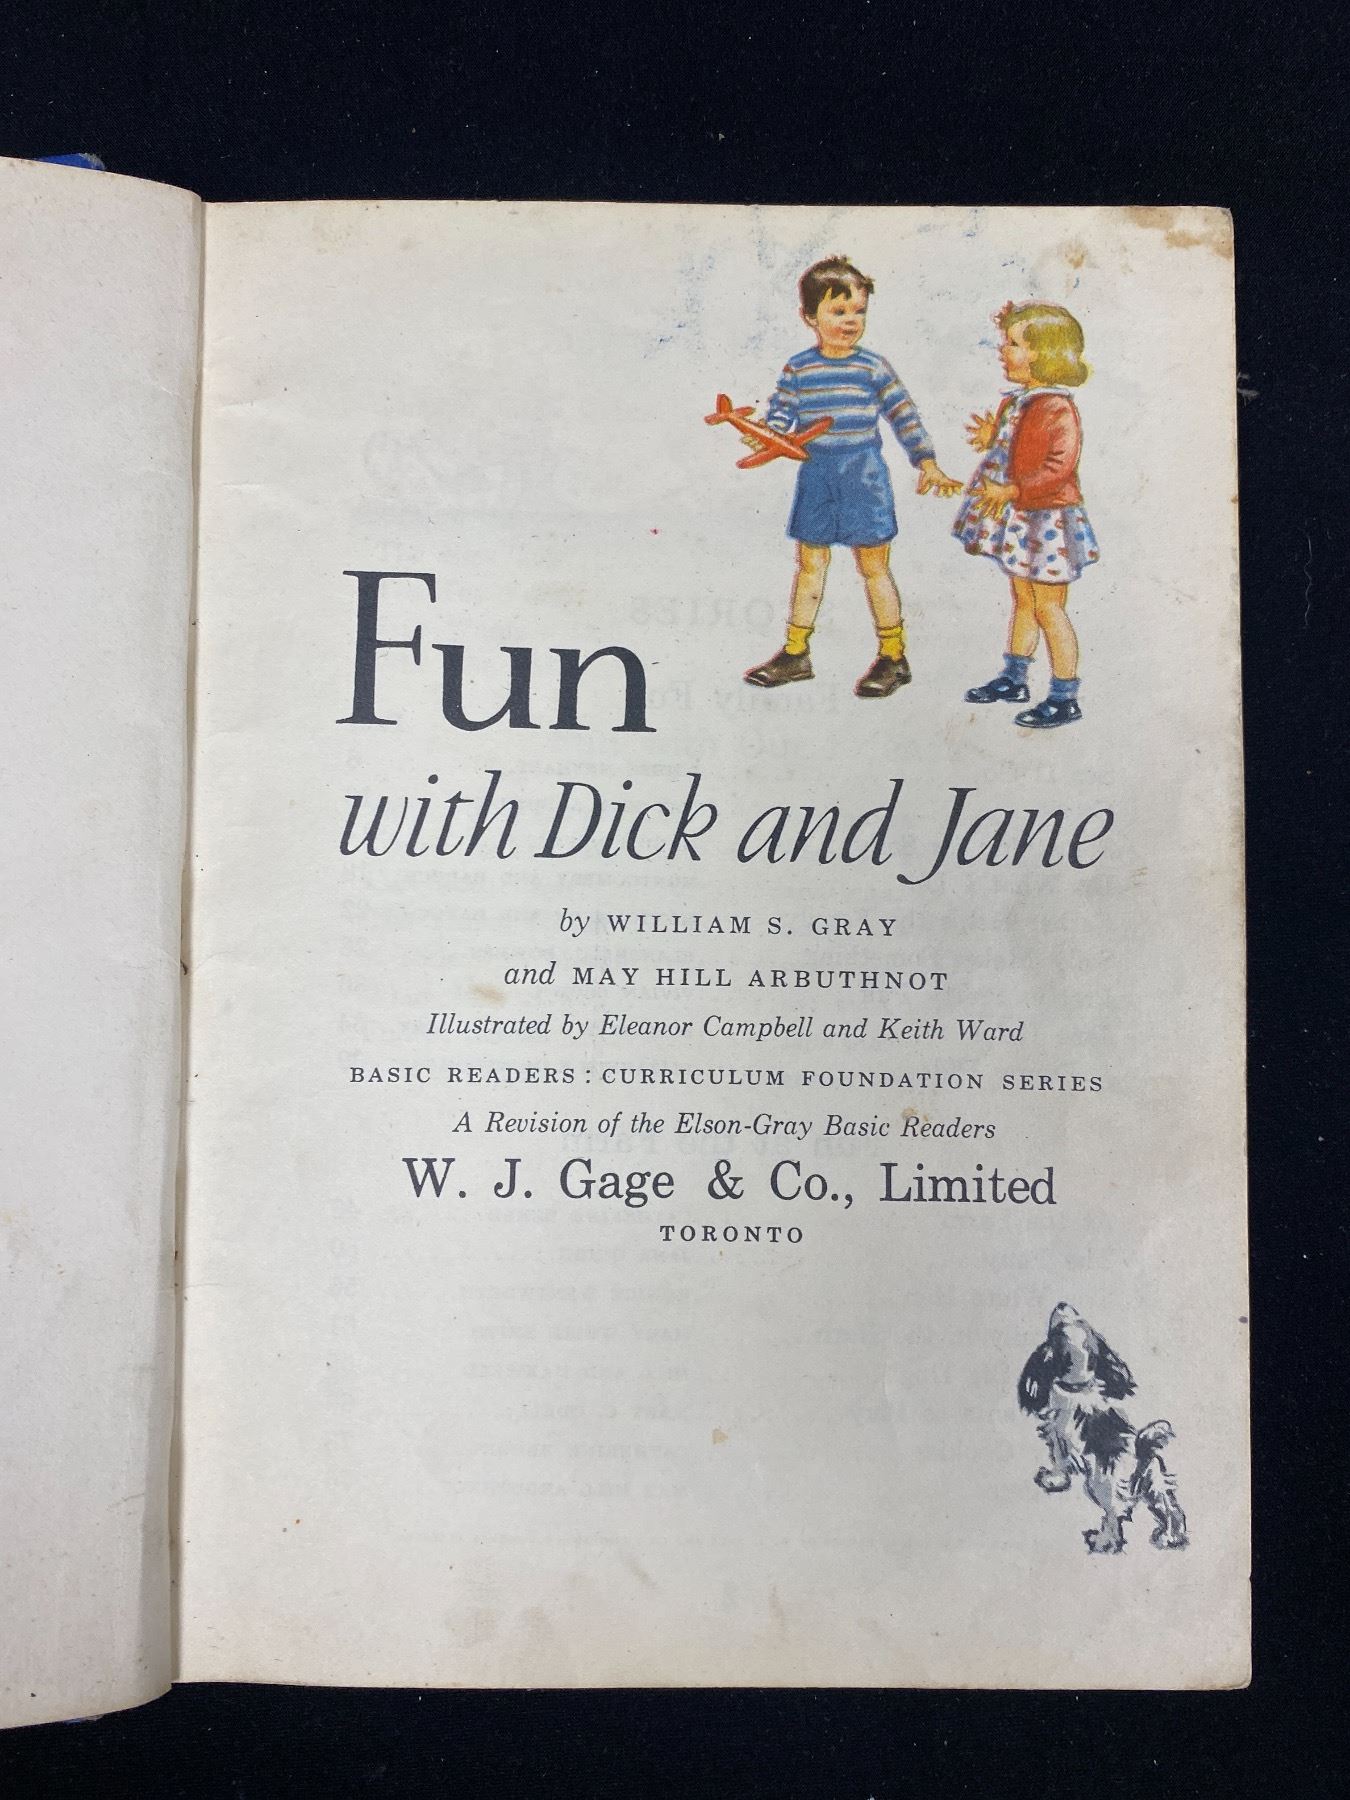 Fun
with Dick and Jane
by WILLIAM S. GRAY
and MAY HILL ARBUTHNOT
Illustrated by Eleanor Campbell and Keith Ward
BASIC READERS : CURRICULUM FOUNDATION SERIES
A Revision of the Elson-Gray Basic Readers
W. J. Gage & Co., Limited
TORONTO